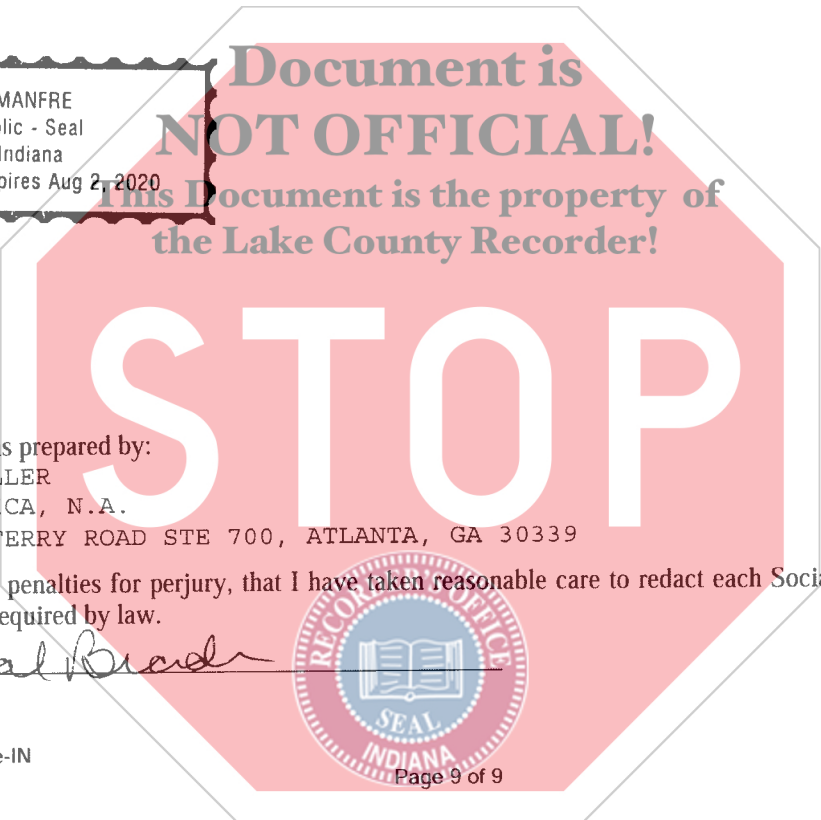 Document is
NOT OFFICIAL!
This Document is the property of
the Lake County Recorder!
MANFRE
lic - Seal
Indiana
pires Aug 2, 2020
STOP
s prepared by:
LLER
CA, N.A.
TERRY ROAD STE 700, ATLANTA, GA 30339
penalties for perjury, that I have taken reasonable care to redact each Socia
equired by law.
RECORDER'S OFFICE
SEAL
INDIANA
e-IN
Page 9 of 9